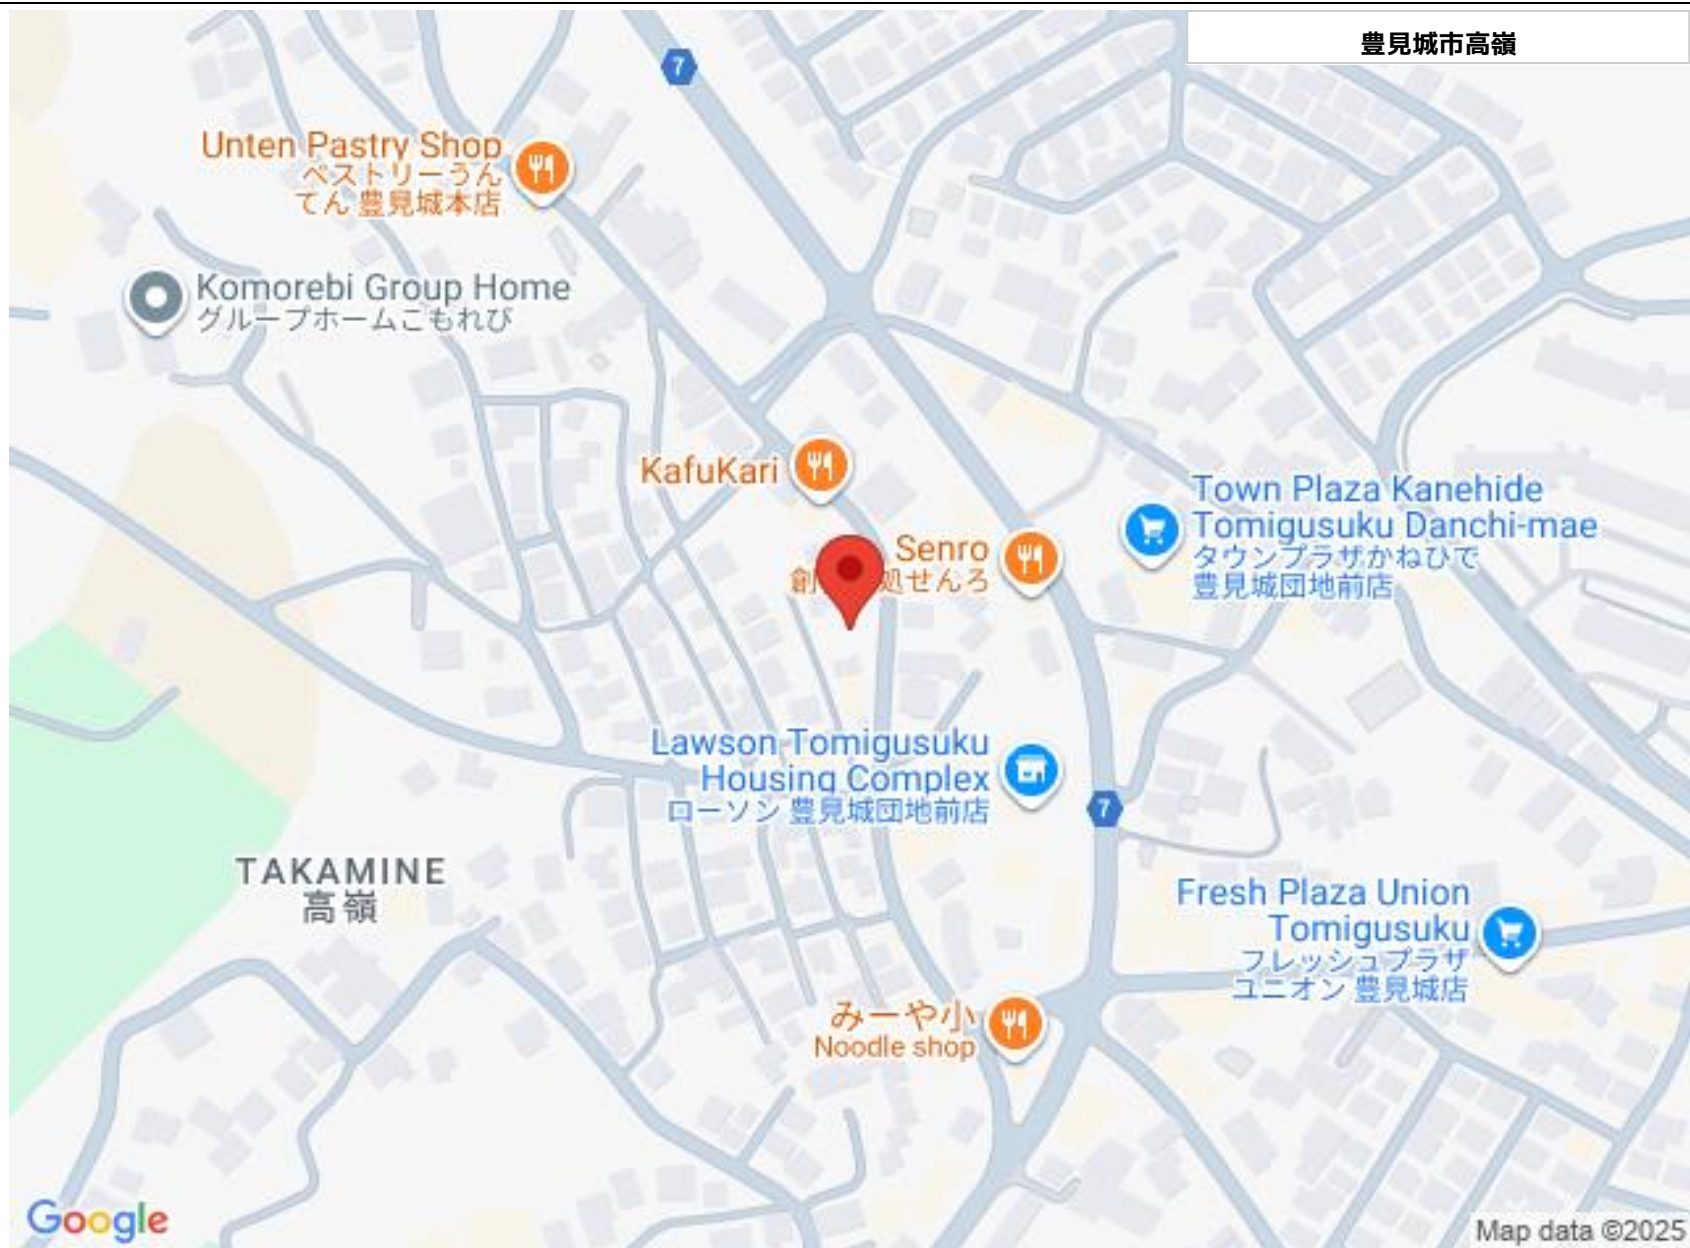 豊見城市高嶺
7
Unten Pastry Shop
ペストリーうん
てん 豊見城本店
Komorebi Group Home
グループホームこもれび
KafuKari
Town Plaza Kanehide
Tomigusuku Danchi-mae
タウンプラザかねひで
豊見城団地前店
Senro
創 処せんろ
Lawson Tomigusuku
Housing Complex
ローソン 豊見城団地前店
7
TAKAMINE
高嶺
Fresh Plaza Union
Tomigusuku
フレッシュプラザ
ユニオン 豊見城店
みーや小
Noodle shop
Google
Map data ©2025